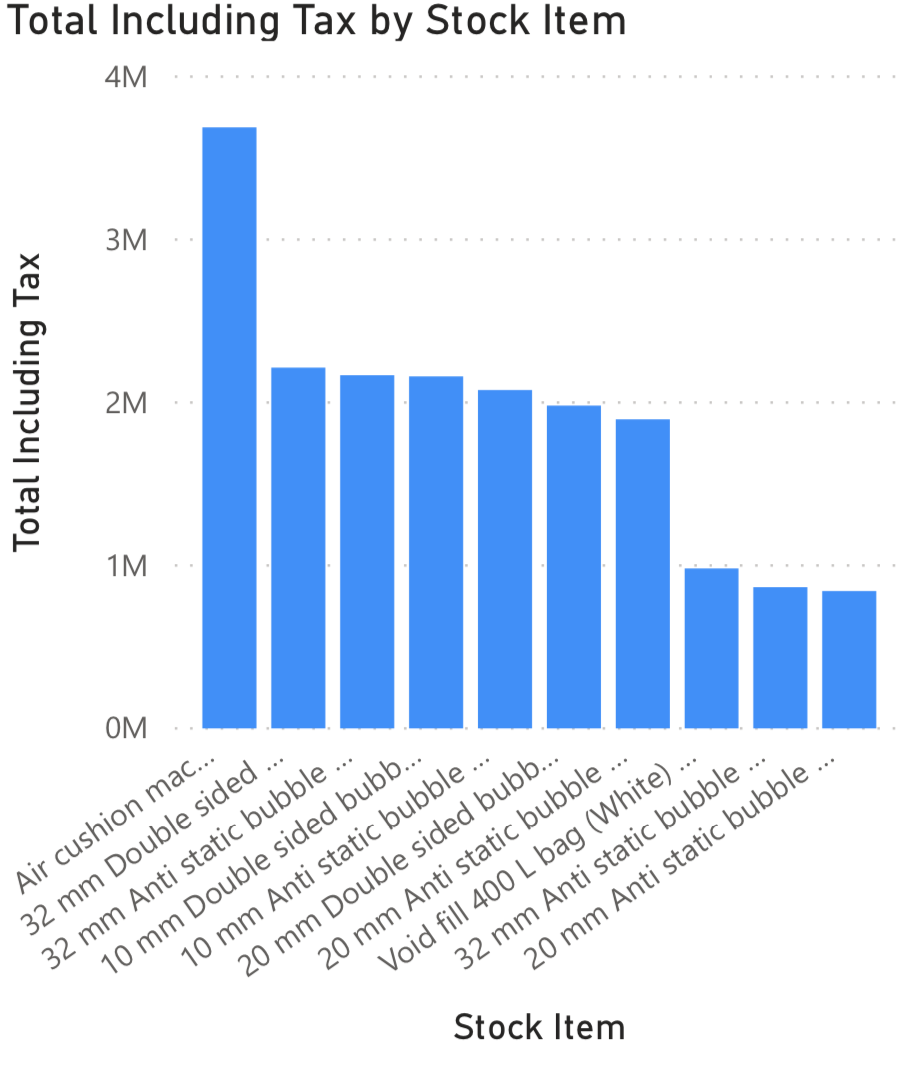 Total Including Tax by Stock Item
4M
3M
2M
1M
0M
Total Including Tax
Air cushion mac...
32 mm Double sided ...
32 mm Anti static bubble ...
10 mm Double sided bubb...
10 mm Anti static bubble ...
20 mm Double sided bubb...
20 mm Anti static bubble ...
Void fill 400 L bag (White) ...
32 mm Anti static bubble ...
20 mm Anti static bubble ...
Stock Item